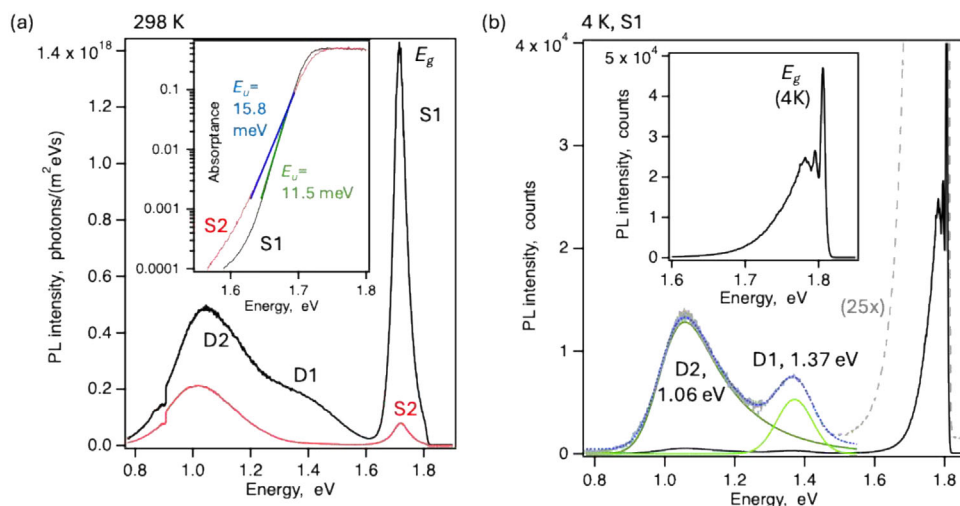 (a)
298 K
1.4 x 10^18
1.2
1.0
0.8
0.6
0.4
0.2
0.0
PL intensity, photons/(m²eVs)
0.8
1.0
1.2
1.4
1.6
1.8
Energy, eV
E_g
S1
S2
D2
D1
0.1
0.01
0.001
0.0001
Absorptance
E_u=
15.8
meV
E_u=
11.5 meV
S2
S1
1.6
1.7
1.8
Energy, eV
(b)
4 K, S1
4 x 10^4
3
2
1
0
PL intensity, counts
0.8
1.0
1.2
1.4
1.6
1.8
Energy, eV
D2,
1.06 eV
D1, 1.37 eV
(25x)
5 x 10^4
4
3
2
1
0
PL intensity, counts
E_g
(4K)
1.6
1.7
1.8
Energy, eV